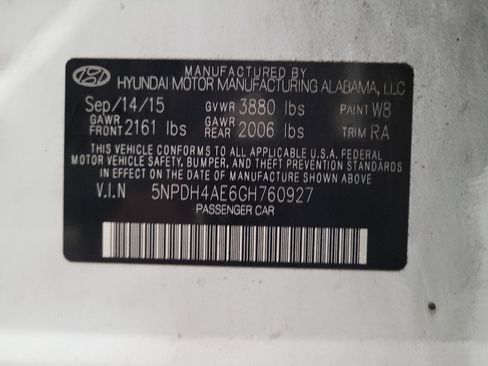 MANUFACTURED BY
HYUNDAI MOTOR MANUFACTURING ALABAMA, LLC
Sep/14/15 GVWR 3880 lbs PAINT W8
GAWR FRONT 2161 lbs GAWR REAR 2006 lbs TRIM RA
THIS VEHICLE CONFORMS TO ALL APPLICABLE U.S.A. FEDERAL
MOTOR VEHICLE SAFETY, BUMPER, AND THEFT PREVENTION STANDARDS
IN EFFECT ON THE DATE OF MANUFACTURE SHOWN ABOVE.
V.I.N 5NPDH4AE6GH760927
PASSENGER CAR